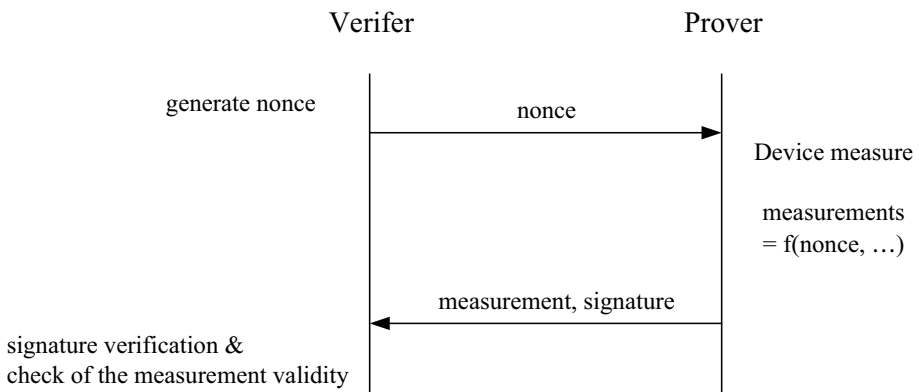 Verifer
Prover
generate nonce
nonce
Device measure
measurements
= f(nonce, …)
measurement, signature
signature verification &
check of the measurement validity